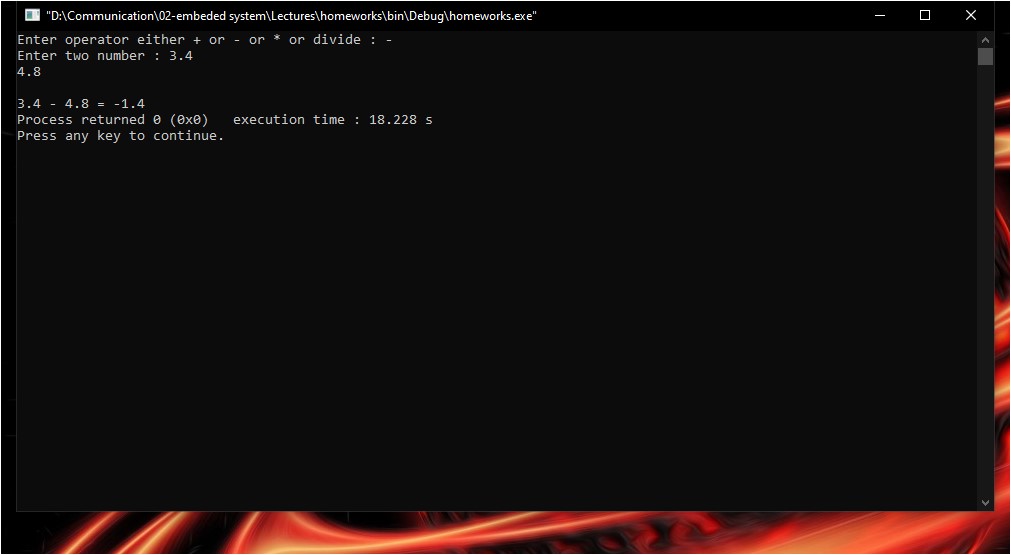 "D:\Communication\02-embeded system\Lectures\homeworks\bin\Debug\homeworks.exe"
Enter operator either + or - or * or divide : -
Enter two number : 3.4
4.8
3.4 - 4.8 = -1.4
Process returned 0 (0x0)   execution time : 18.228 s
Press any key to continue.